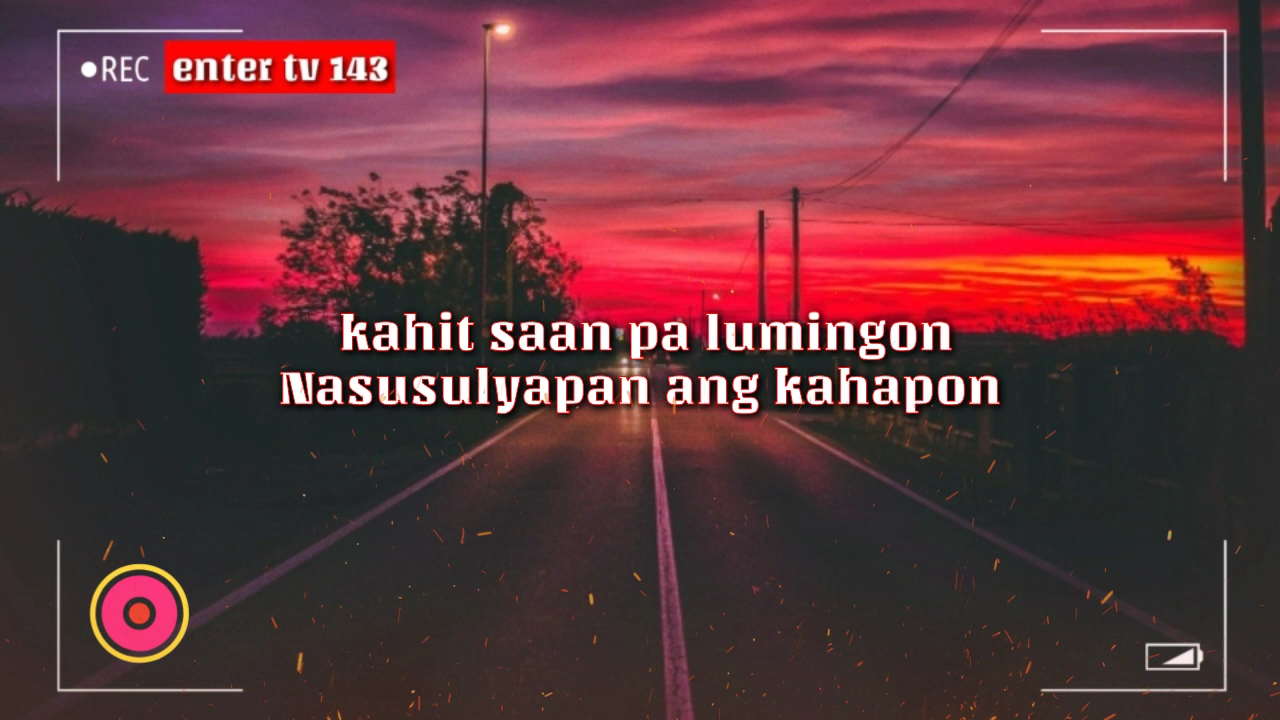 REC enter tv 143
kahit saan pa lumingon
Nasusulyapan ang kahapon